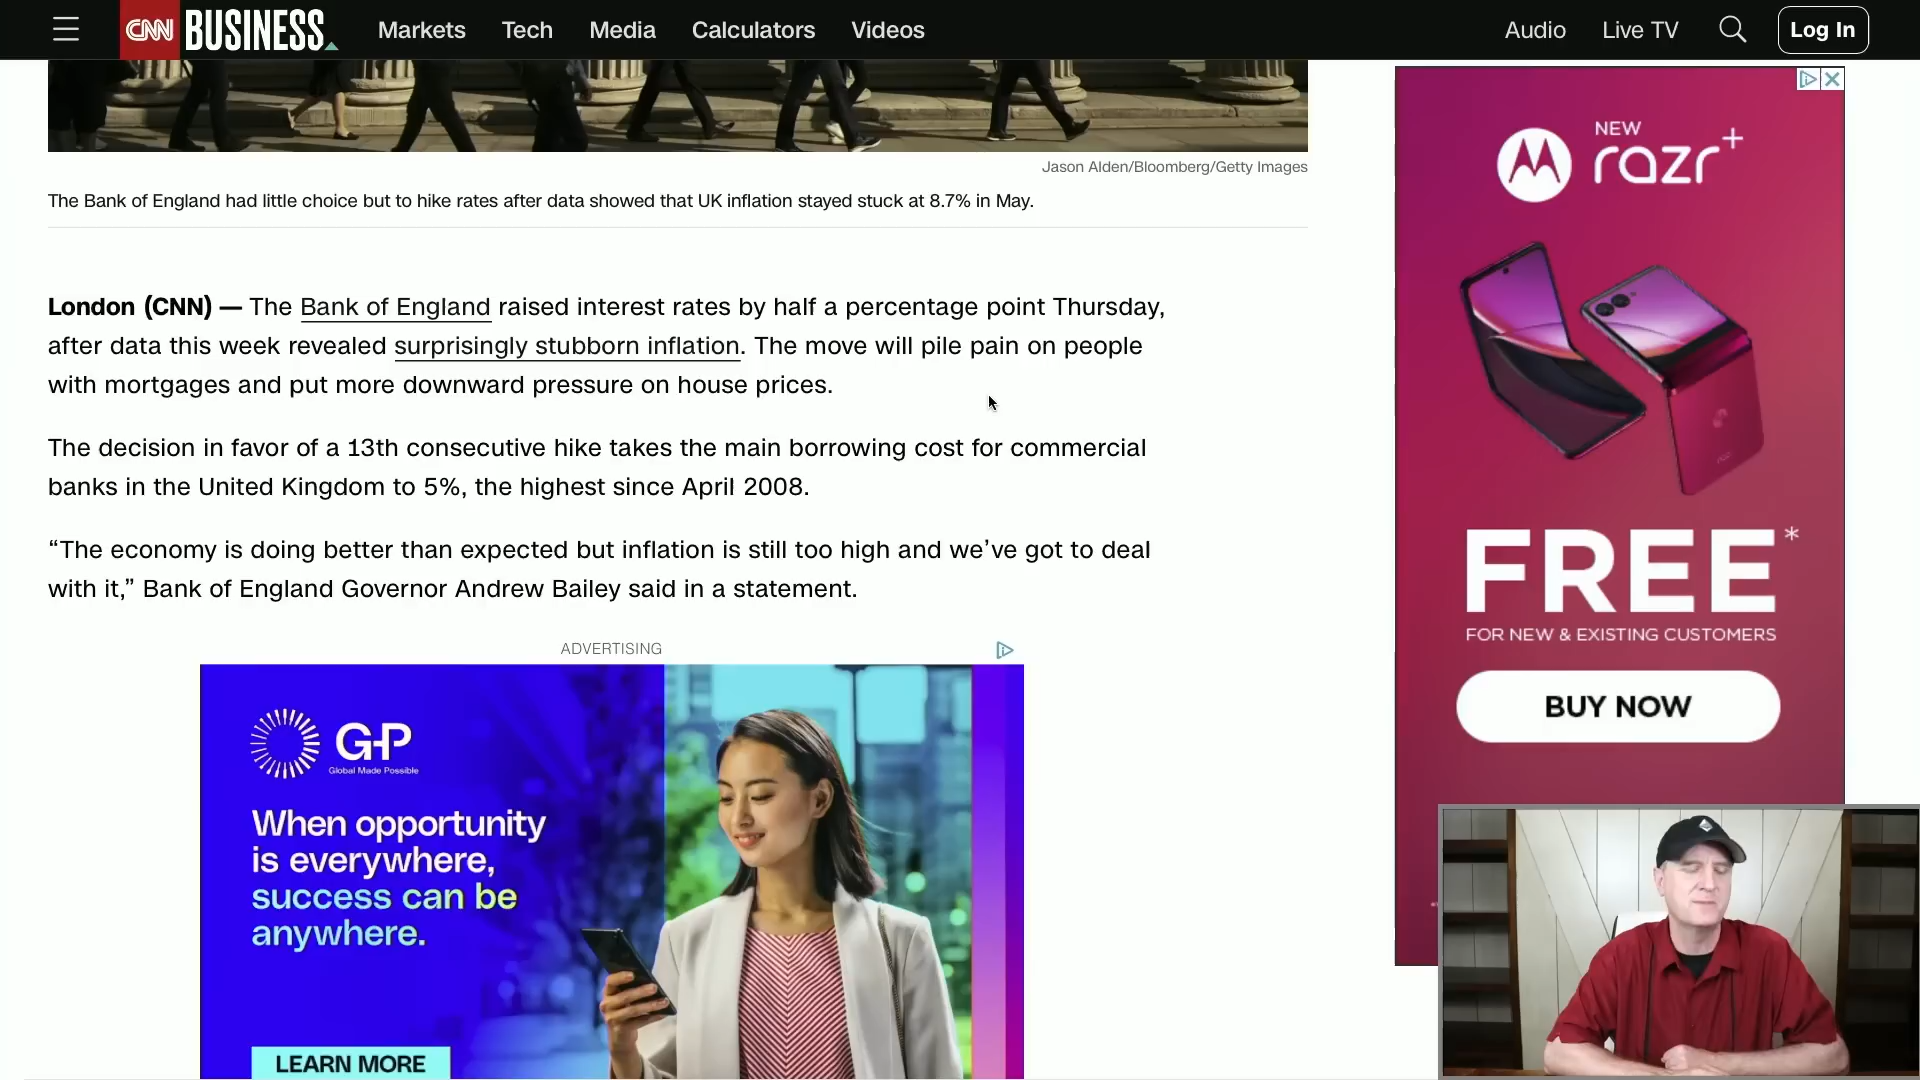 CNN BUSINESS
Markets
Tech
Media
Calculators
Videos
Audio
Live TV
Log In
Jason Alden/Bloomberg/Getty Images
The Bank of England had little choice but to hike rates after data showed that UK inflation stayed stuck at 8.7% in May.
London (CNN) — The Bank of England raised interest rates by half a percentage point Thursday,
after data this week revealed surprisingly stubborn inflation. The move will pile pain on people
with mortgages and put more downward pressure on house prices.
The decision in favor of a 13th consecutive hike takes the main borrowing cost for commercial
banks in the United Kingdom to 5%, the highest since April 2008.
“The economy is doing better than expected but inflation is still too high and we’ve got to deal
with it,” Bank of England Governor Andrew Bailey said in a statement.
ADVERTISING
G-P
Global Made Possible
When opportunity
is everywhere,
success can be
anywhere.
LEARN MORE
NEW
razr+
FREE*
FOR NEW & EXISTING CUSTOMERS
BUY NOW